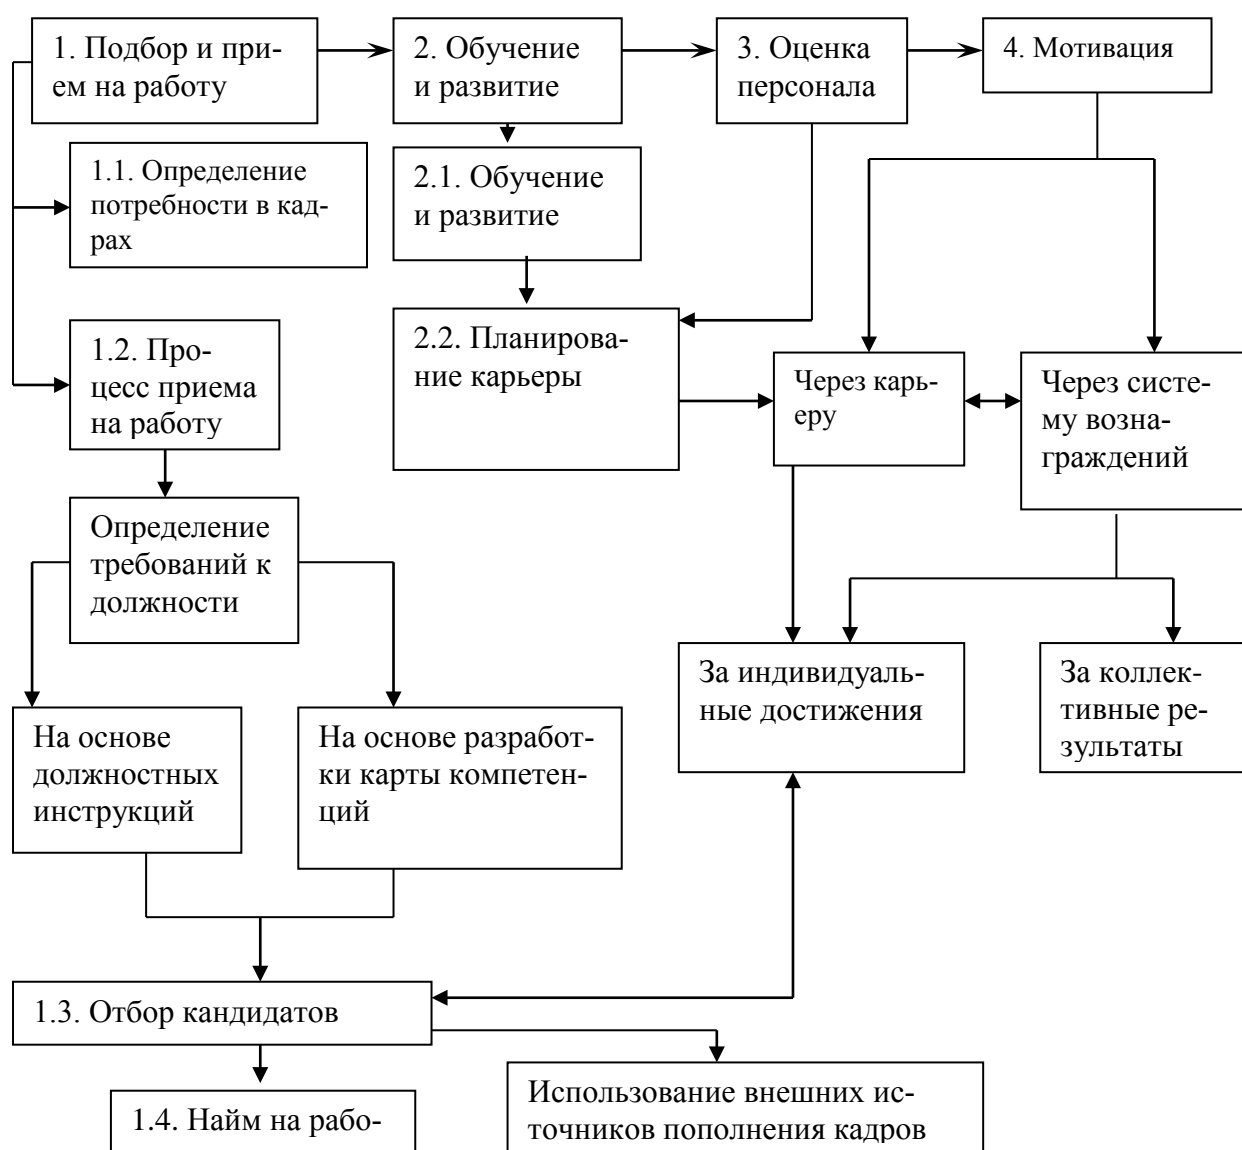 1. Подбор и при-
ем на работу
2. Обучение
и развитие
3. Оценка
персонала
4. Мотивация
1.1. Определение
потребности в кад-
рах
2.1. Обучение
и развитие
1.2. Про-
цесс приема
на работу
2.2. Планирова-
ние карьеры
Через карь-
еру
Через систе-
му возна-
граждений
Определение
требований к
должности
На основе
должностных
инструкций
На основе разработ-
ки карты компетен-
ций
За индивидуаль-
ные достижения
За коллек-
тивные ре-
зультаты
1.3. Отбор кандидатов
1.4. Найм на рабо-
Использование внешних ис-
точников пополнения кадров